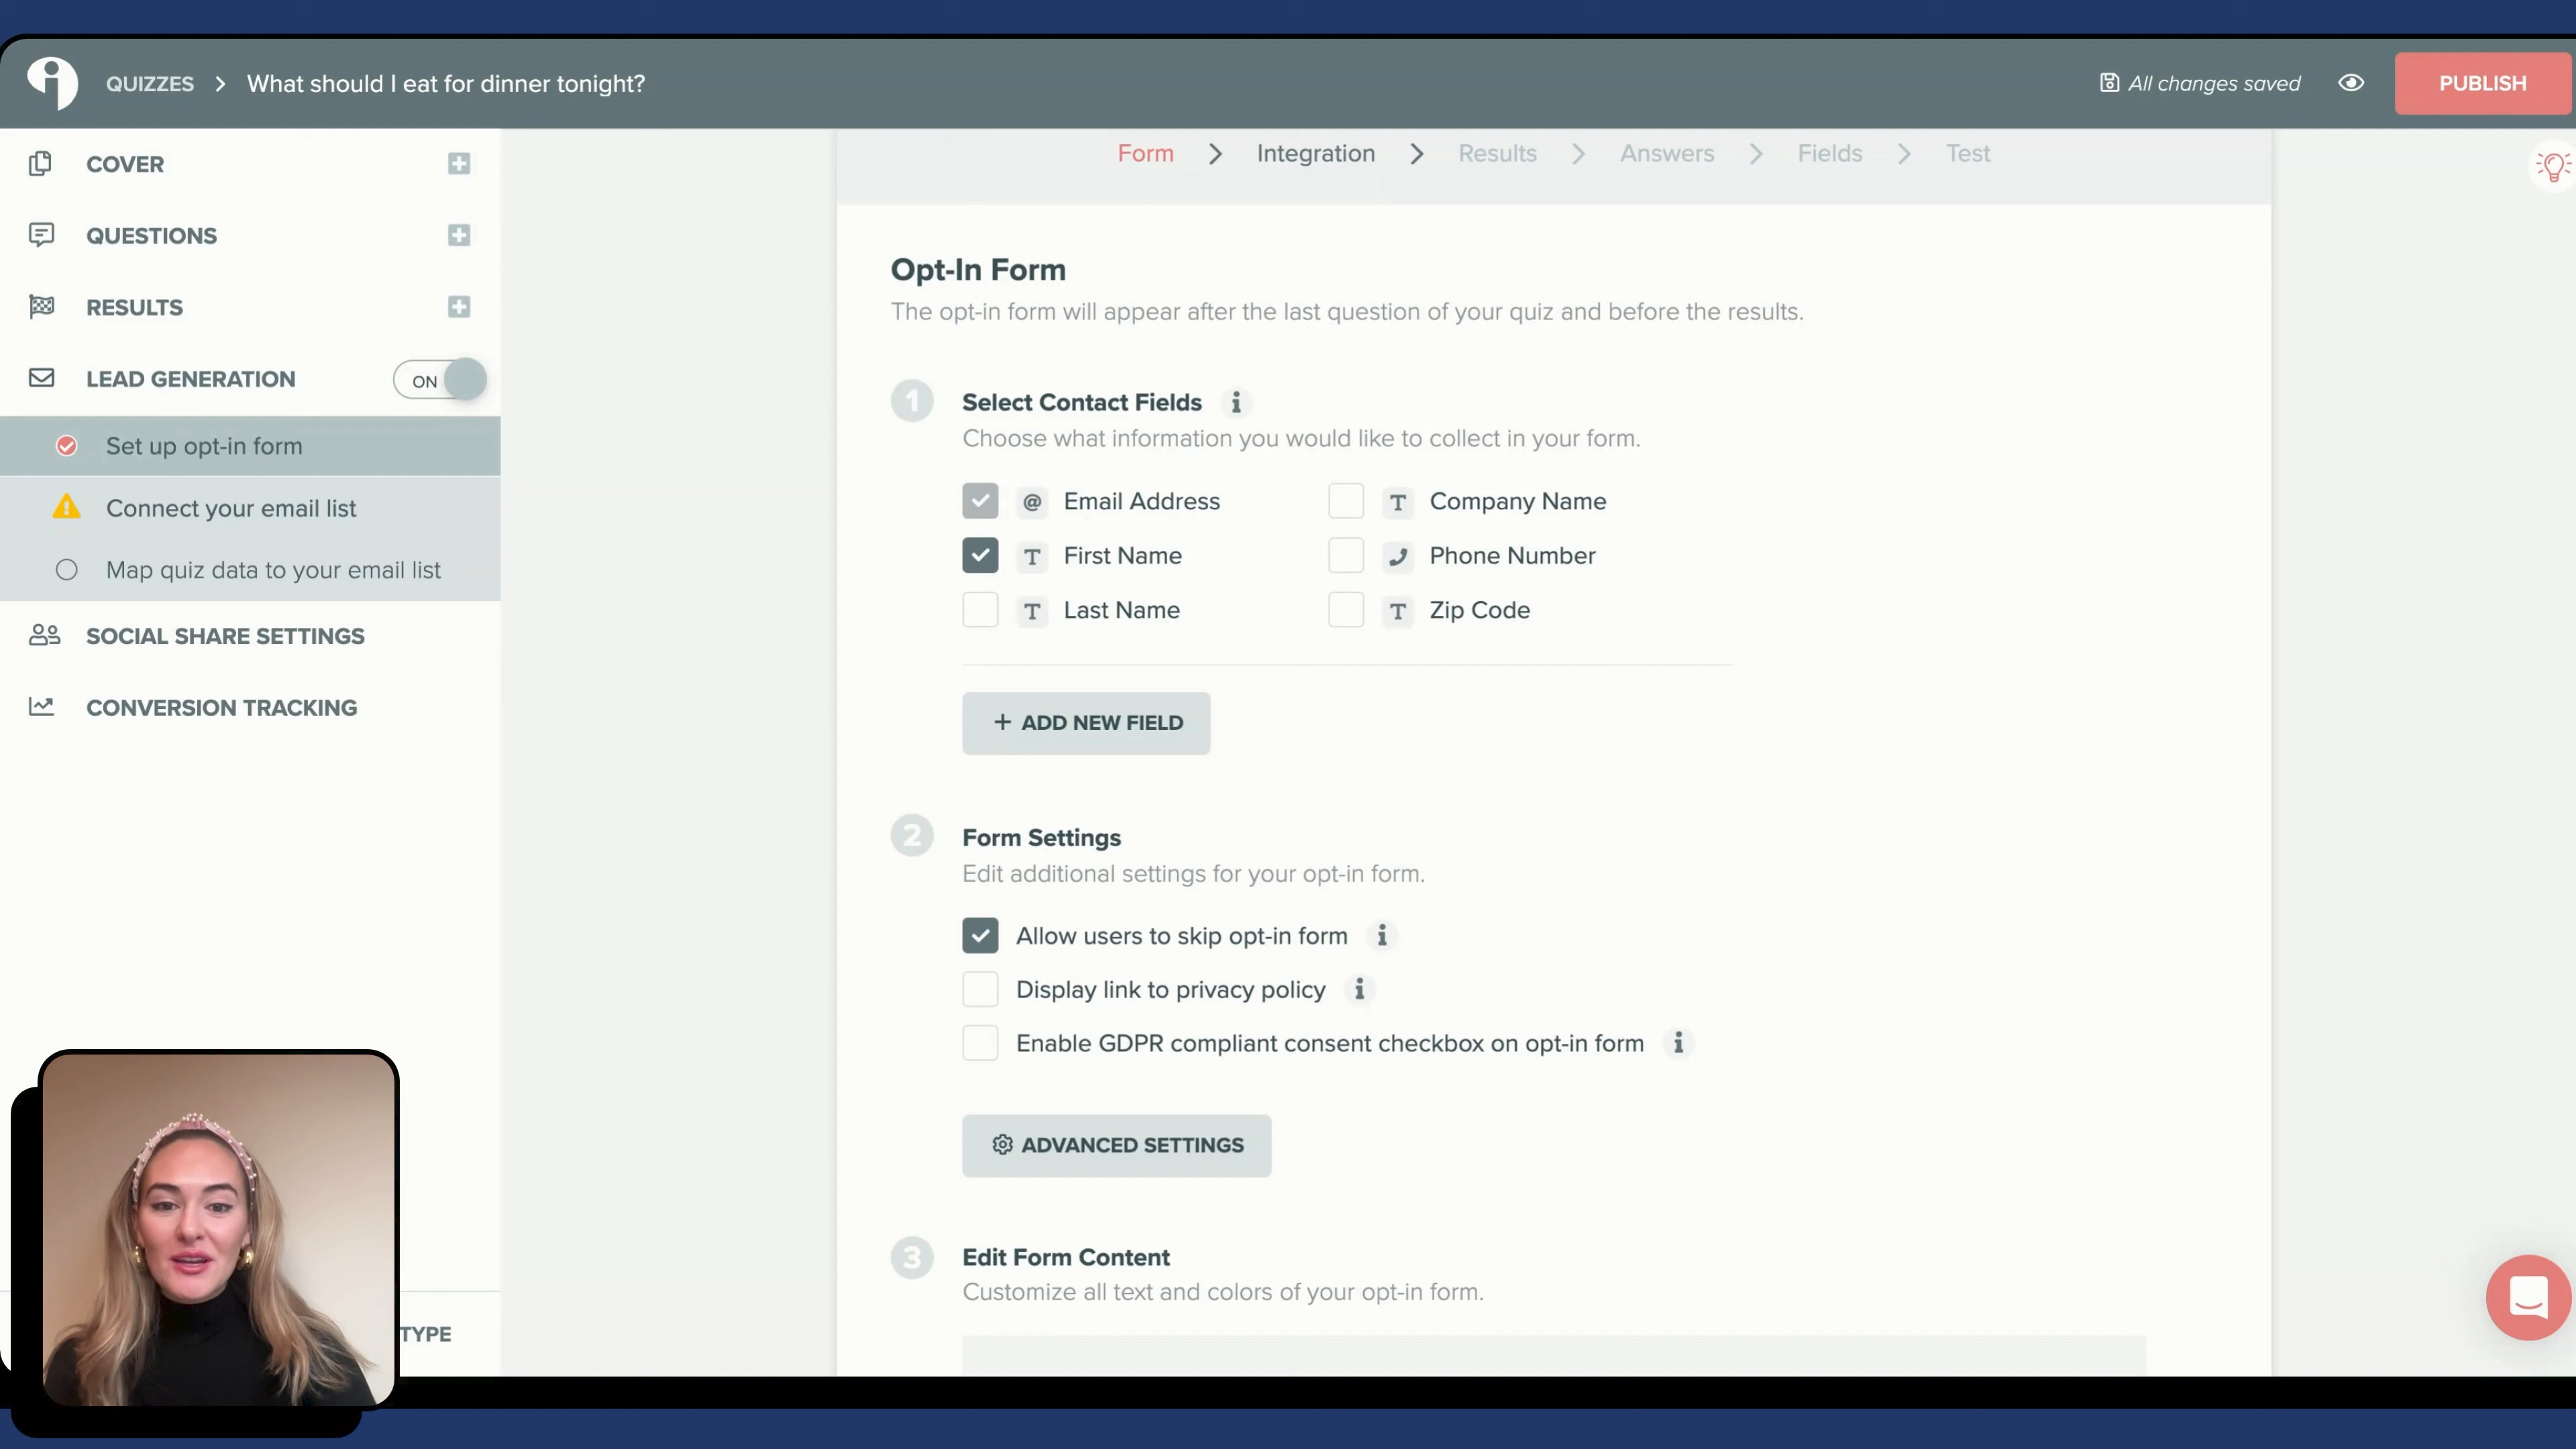 QUIZZES > What should I eat for dinner tonight?
All changes saved
PUBLISH
COVER
QUESTIONS
RESULTS
LEAD GENERATION
ON
Set up opt-in form
Connect your email list
Map quiz data to your email list
SOCIAL SHARE SETTINGS
CONVERSION TRACKING
TYPE
Form > Integration > Results > Answers > Fields > Test
Opt-In Form
The opt-in form will appear after the last question of your quiz and before the results.
1 Select Contact Fields i
Choose what information you would like to collect in your form.
@ Email Address
T Company Name
T First Name
Phone Number
T Last Name
T Zip Code
+ ADD NEW FIELD
2 Form Settings
Edit additional settings for your opt-in form.
Allow users to skip opt-in form i
Display link to privacy policy i
Enable GDPR compliant consent checkbox on opt-in form i
ADVANCED SETTINGS
3 Edit Form Content
Customize all text and colors of your opt-in form.